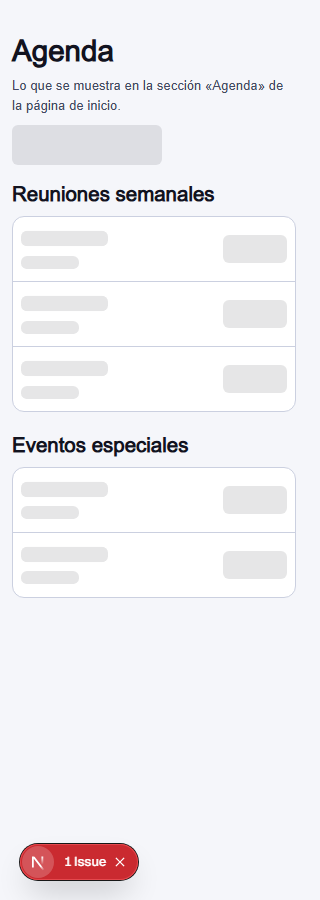 Agenda
Lo que se muestra en la sección «Agenda» de
la página de inicio.
Reuniones semanales
Eventos especiales
N 1 Issue ×